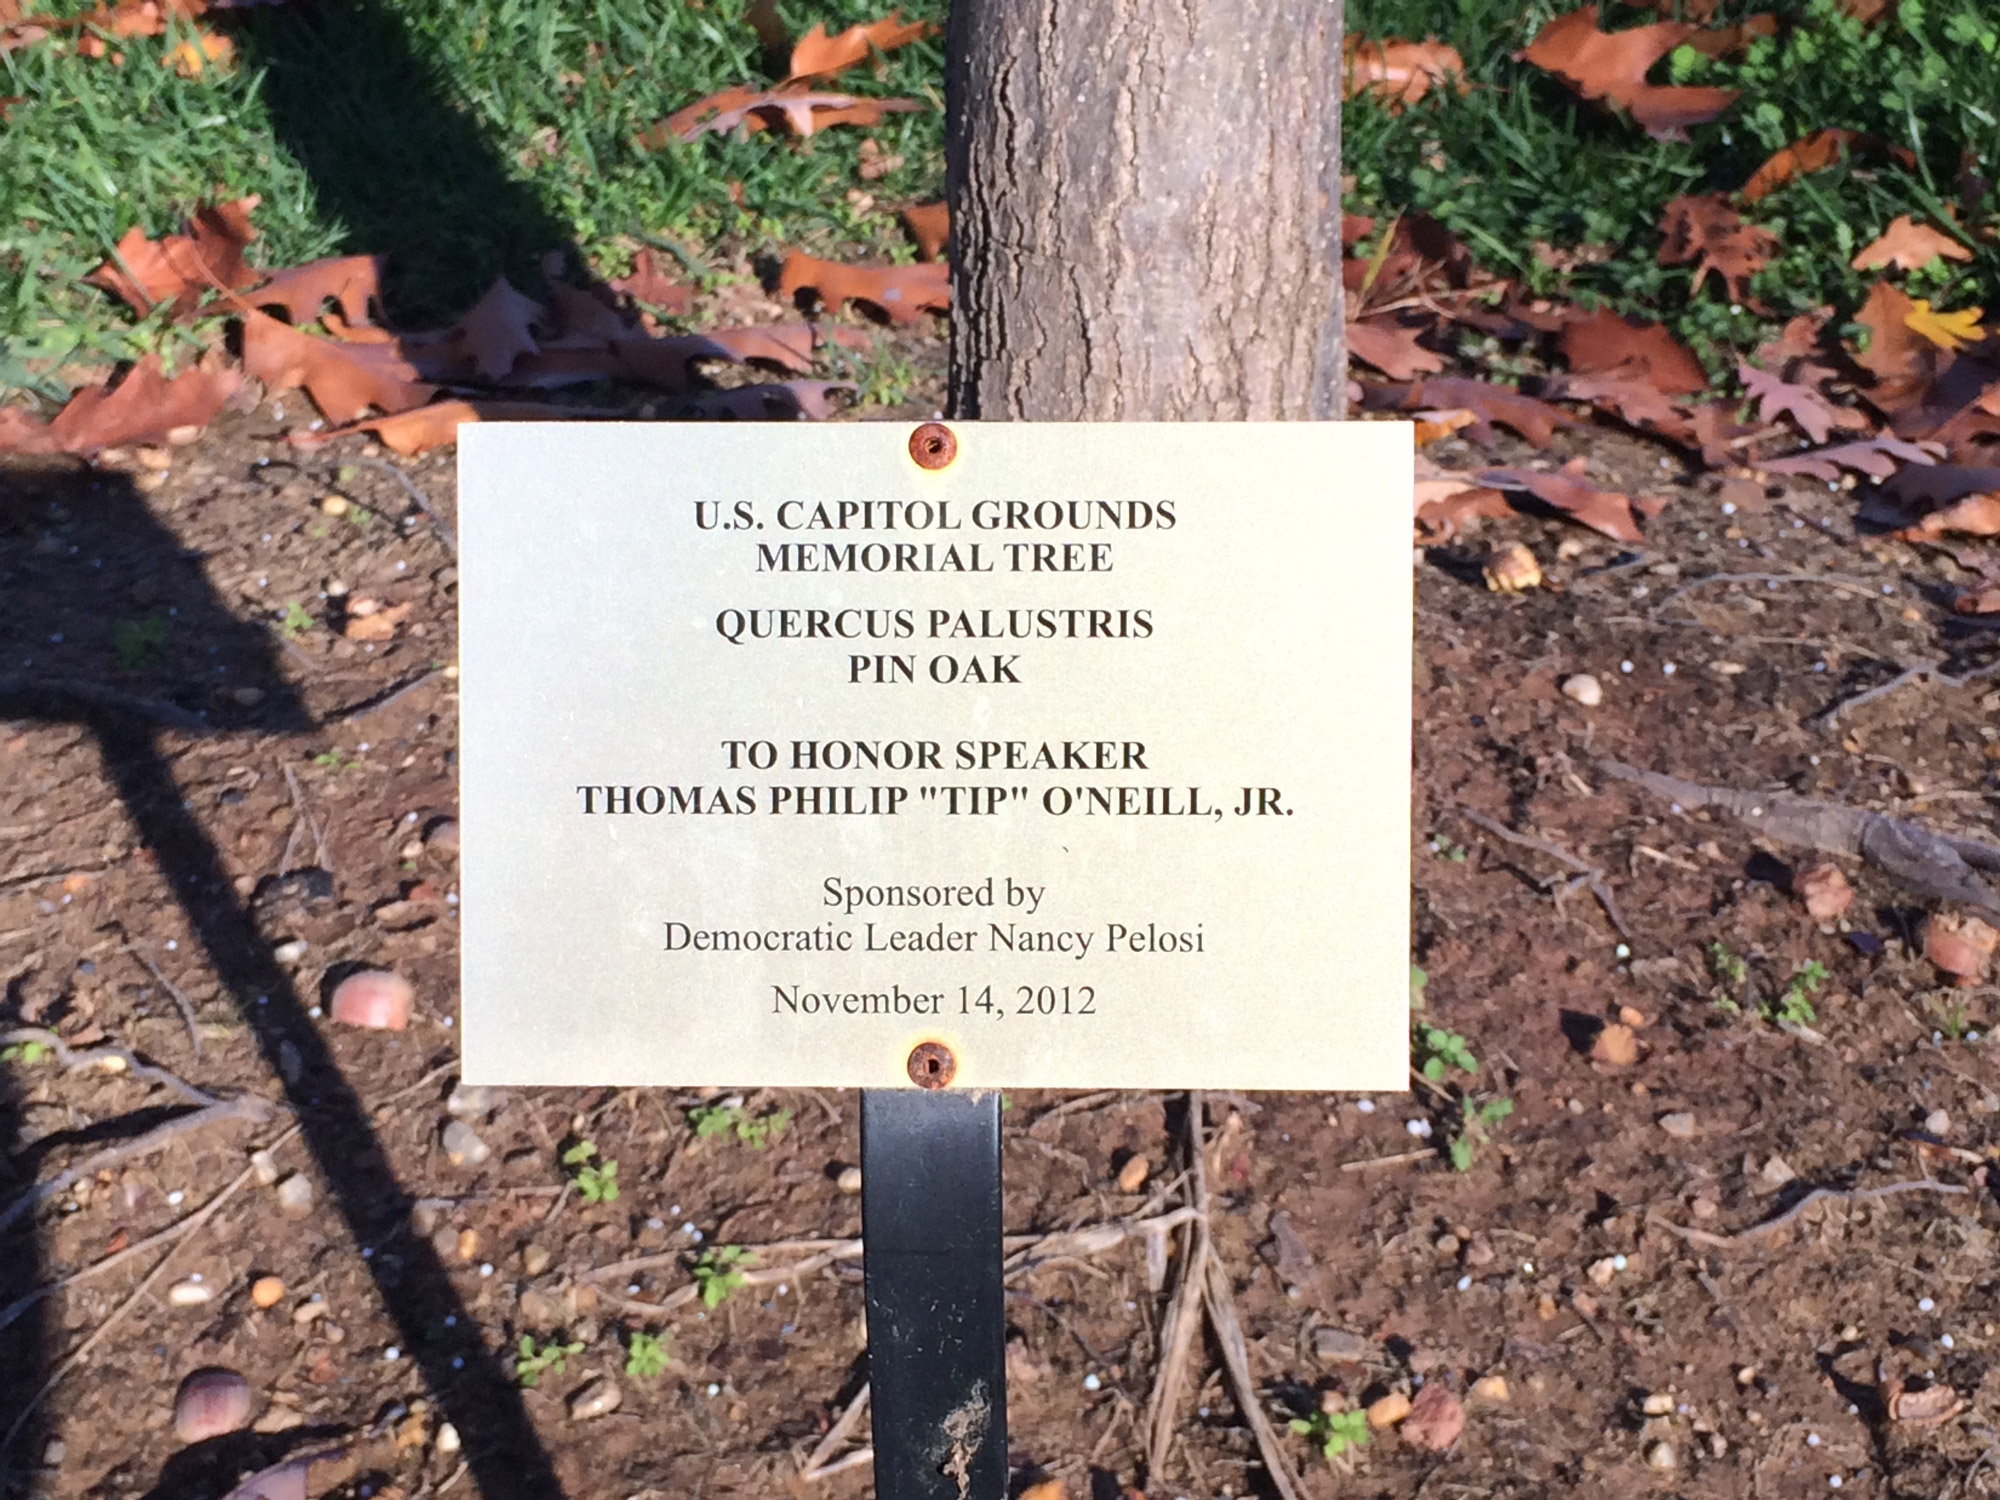 U.S. CAPITOL GROUNDS
MEMORIAL TREE
QUERCUS PALUSTRIS
PIN OAK
TO HONOR SPEAKER
THOMAS PHILIP "TIP" O'NEILL, JR.
Sponsored by
Democratic Leader Nancy Pelosi
November 14, 2012